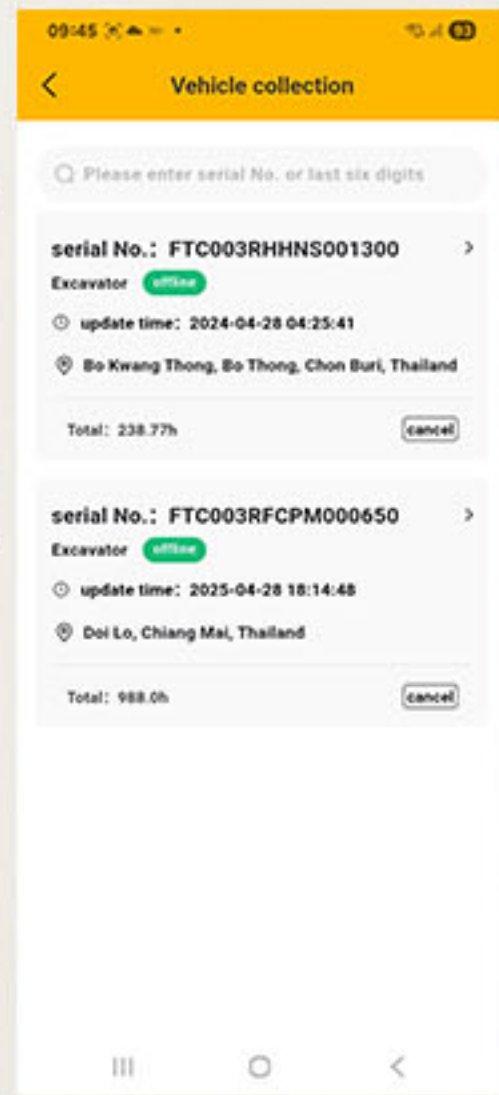 09:45
93
Vehicle collection
Please enter serial No. or last six digits
serial No.: FTC003RHHNS001300
Excavator offline
update time: 2024-04-28 04:25:41
Bo Kwang Thong, Bo Thong, Chon Buri, Thailand
Total: 238.77h cancel
serial No.: FTC003RFCPM000650
Excavator offline
update time: 2025-04-28 18:14:48
Doi Lo, Chiang Mai, Thailand
Total: 988.0h cancel